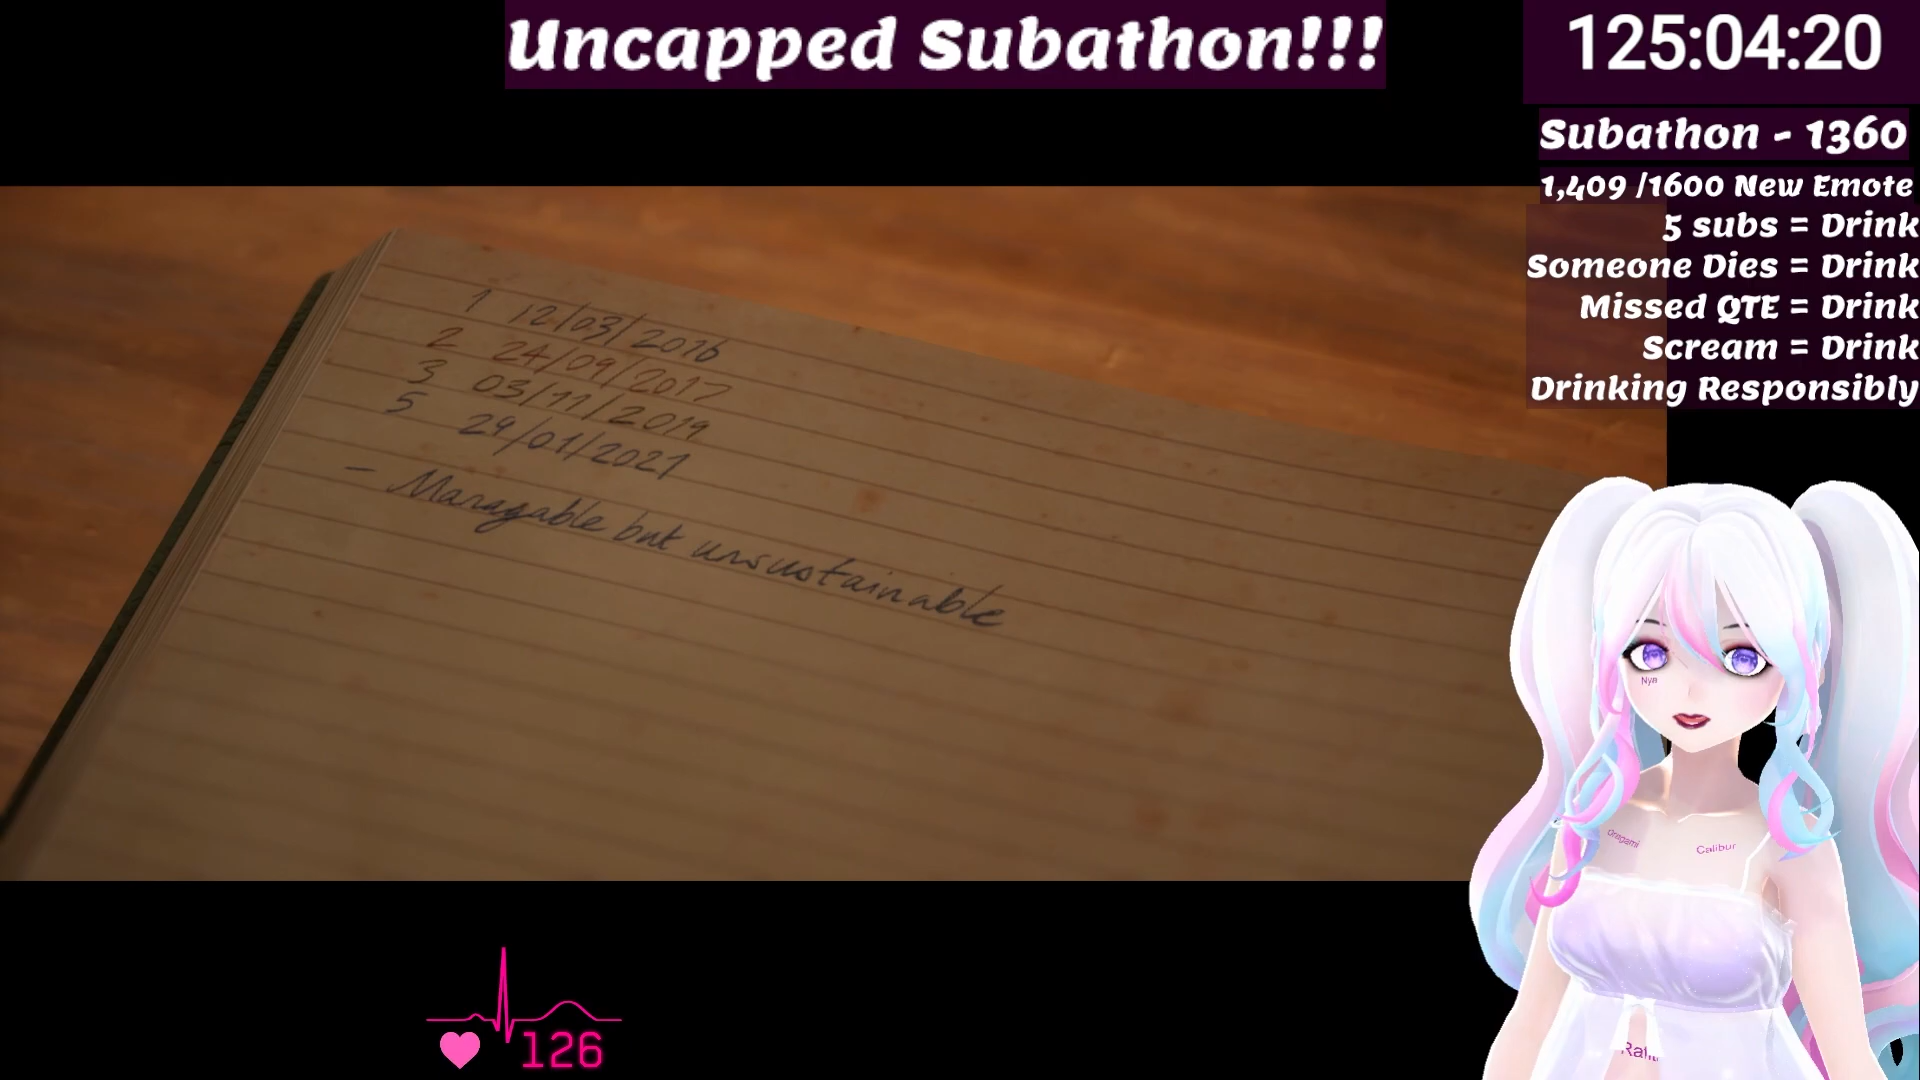 Uncapped Subathon!!!
125:04:20
Subathon - 1360
1,409 /1600 New Emote
5 subs = Drink
Someone Dies = Drink
Missed QTE = Drink
Scream = Drink
Drinking Responsibly
1 12/03/2016
2 24/09/2017
3 03/11/2019
5 29/01/2021
- Managable but unsustainable
Nya
Calibur
126